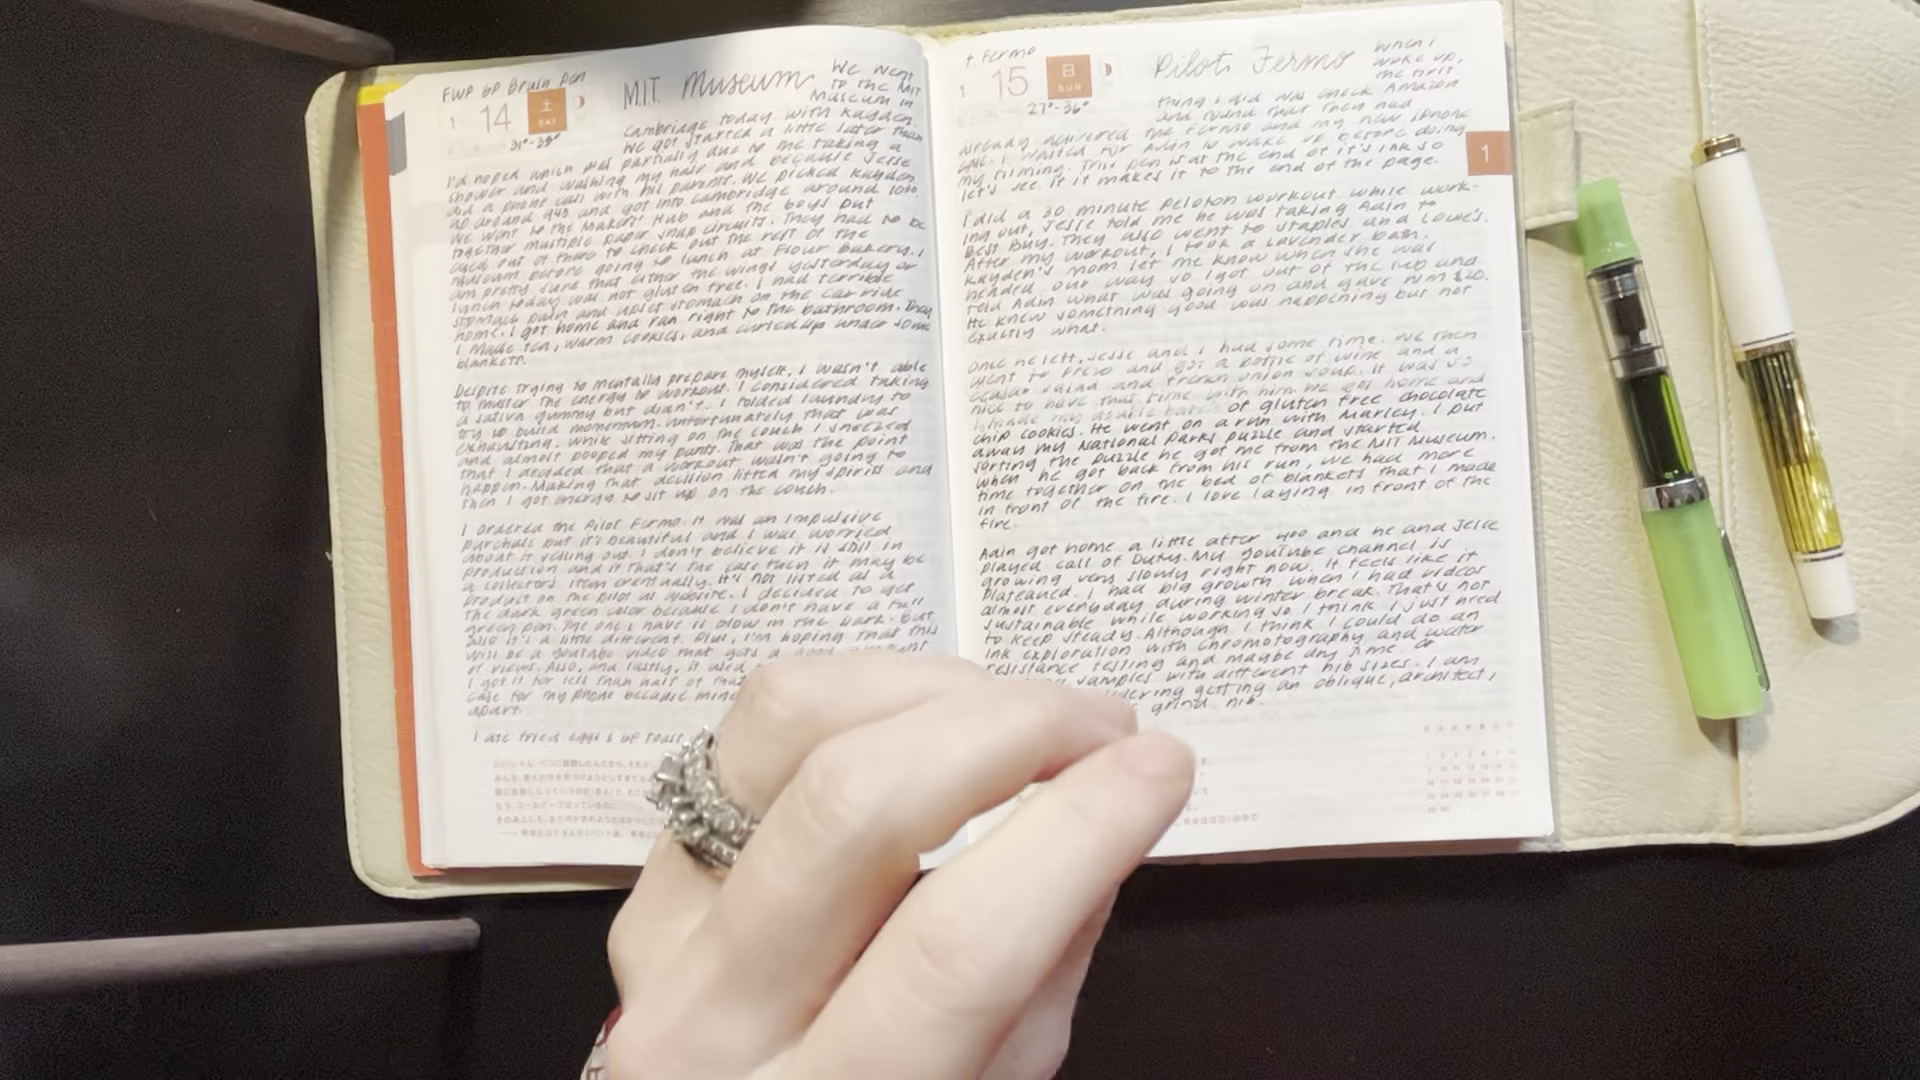 FWP GP Brain Pen
1 14 土 SAT
31°-38°
M.I.T. Museum
We went
to the MIT
Museum in
Cambridge today with Kayden.
We got started a little later than
I'd hoped which was partially due to me taking a
shower and washing my hair and because Jesse
did a phone call with his parents. We picked Kayden
up around 945 and got into Cambridge around 1030.
We went to the Makers Hub and the boys put
together multiple paper snap circuits. They had to be
out of there to check out the rest of the
museum before going to lunch at Flour Bakery. I
am pretty sure that either the wings yesterday or
lunch today was not gluten free. I had terrible
stomach pain and upset stomach on the car ride
home. I got home and ran right to the bathroom. Then
I made tea, warm cookies, and curled up under some
blankets.
Despite trying to mentally prepare myself, I wasn't able
to muster the energy to workout. I considered taking
a sativa gummy but didn't. I folded laundry to
try to build momentum. Unfortunately that was
exhausting. While sitting on the couch I sneezed
and almost pooped my pants. That was the point
that I decided that a workout wasn't going to
happen. Making that decision lifted my spirits and
then I got energy to sit up on the couch.
I ordered the Pilot Fermo. It was an impulsive
purchase but it's beautiful and I was worried
about it selling out. I don't believe it is still in
production and if that's the case then it may be
a collectors item eventually. It's not listed as a
product on the Pilot US website. I decided to get
the dark green color because I don't have a full
green pen. The one I have is glow in the dark. But
also it's a little different. Plus, I'm hoping that this
will be a YouTube video that gets a good amount
of views. Also, and lastly, it used
I got it for less than half of that
case for my phone because mine
apart.
I ate fried eggs & GF toast
+ Fermo
1 15 日 SUN
27°-36°
Pilot Fermo
When I
woke up,
the first
thing I did was check Amazon
and found that they had
already delivered the Fermo and my new iphone
case. I waited for Adin to wake up before doing
my filming. This pen is at the end of it's ink so
let's see if it makes it to the end of the page.
I did a 30 minute Peloton workout while work-
ing out, Jesse told me he was taking Adin to
Best Buy. They also went to Staples and Lowe's.
After my workout, I took a lavender bath.
Kayden's mom let me know when she was
headed our way so I got out of the tub and
told Adin what was going on and gave him $20.
He knew something good was happening but not
exactly what.
Once he left, Jesse and I had some time. We then
went to Prezo and got a bottle of wine and a
ceasar salad and french onion soup. It was so
nice to have that time with him. We got home and
I made my double batch of gluten free chocolate
chip cookies. He went on a run with Marley. I put
away my National Parks puzzle and started
sorting the puzzle he got me from the MIT Museum.
When he got back from his run, we had more
time together on the bed of blankets that I made
in front of the fire. I love laying in front of the
fire.
Adin got home a little after 400 and he and Jesse
played Call of Duty. My YouTube channel is
growing very slowly right now. It feels like it
plateaued. I had big growth when I had videos
almost everyday during winter break. That's not
sustainable while working so I think I just need
to keep steady. Although I think I could do an
ink exploration with chromotography and water
resistance testing and maybe dry time. Or
samples with different nib sizes. I am
getting an oblique, architect,
grind nib.
1